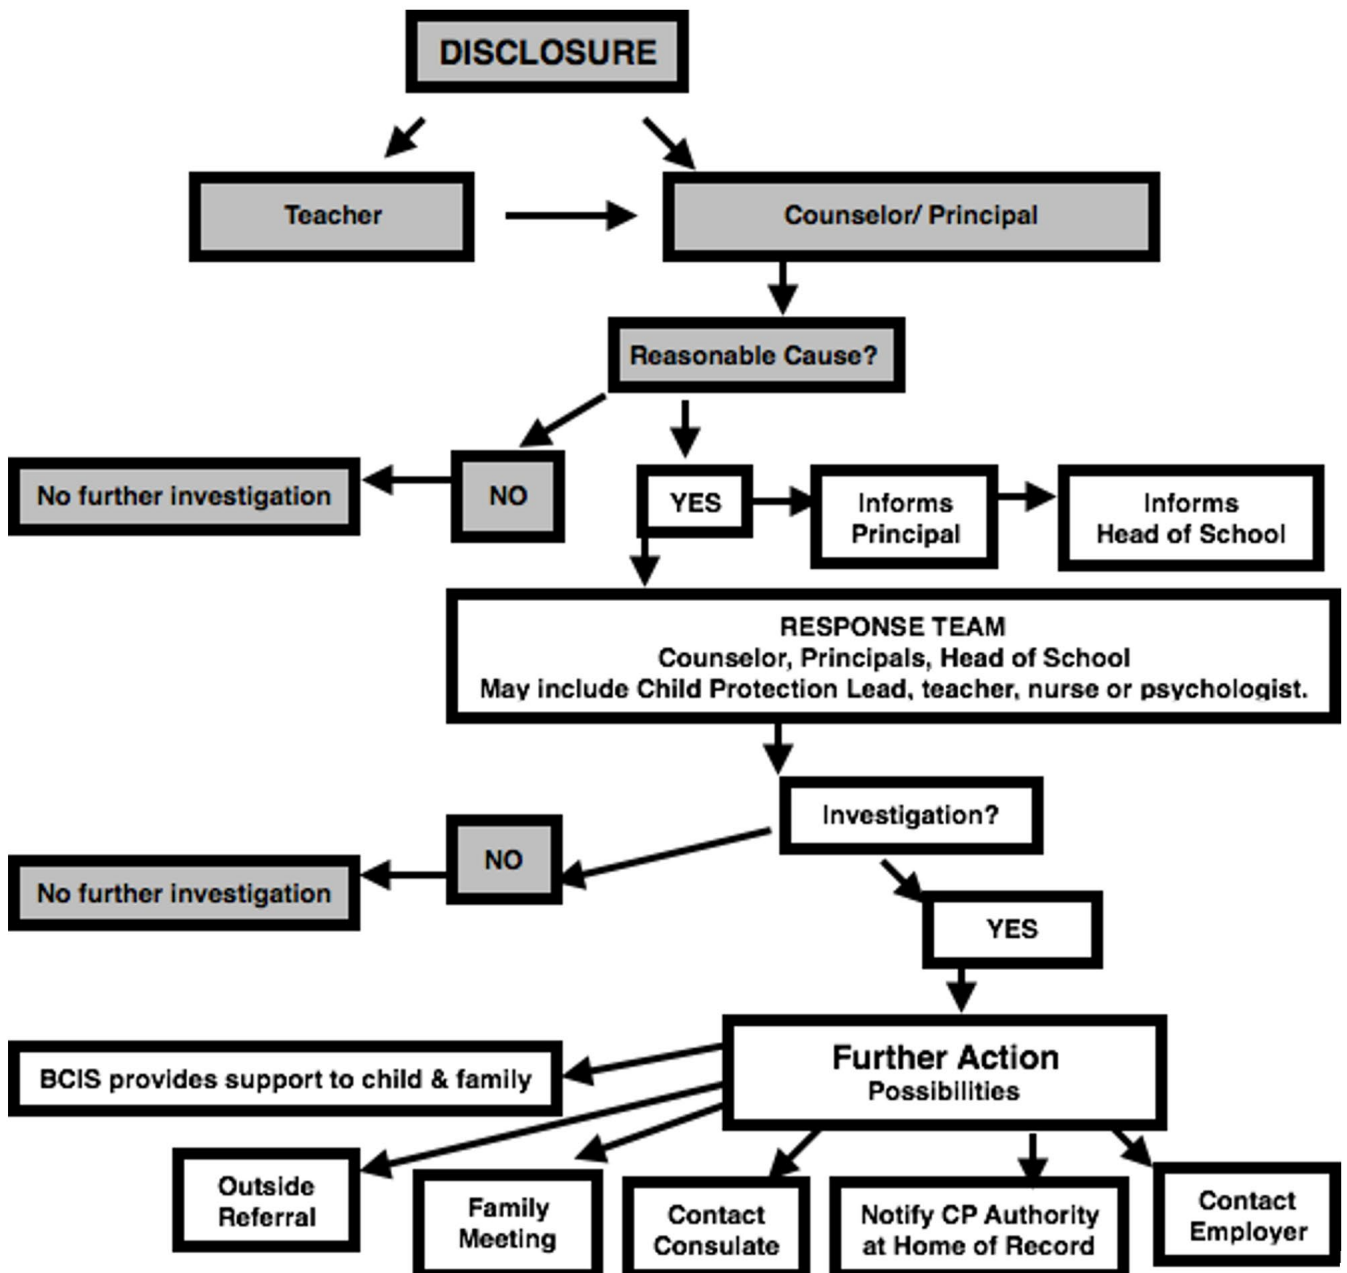 DISCLOSURE
Teacher
Counselor/ Principal
Reasonable Cause?
No further investigation
NO
YES
Informs
Principal
Informs
Head of School
RESPONSE TEAM
Counselor, Principals, Head of School
May include Child Protection Lead, teacher, nurse or psychologist.
Investigation?
NO
No further investigation
YES
Further Action
Possibilities
BCIS provides support to child & family
Outside
Referral
Family
Meeting
Contact
Consulate
Notify CP Authority
at Home of Record
Contact
Employer